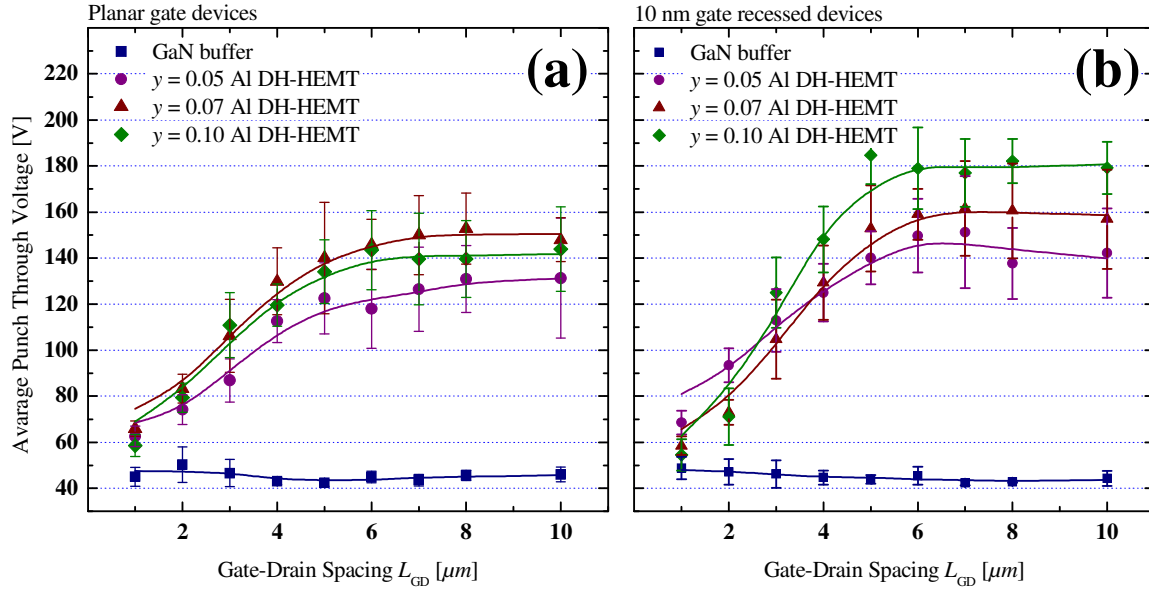 Planar gate devices
10 nm gate recessed devices
Avarage Punch Through Voltage [V]
220
200
180
160
140
120
100
80
60
40
GaN buffer
y = 0.05 Al DH-HEMT
y = 0.07 Al DH-HEMT
y = 0.10 Al DH-HEMT
(a)
2 4 6 8 10
Gate-Drain Spacing L_GD [μm]
GaN buffer
y = 0.05 Al DH-HEMT
y = 0.07 Al DH-HEMT
y = 0.10 Al DH-HEMT
(b)
2 4 6 8 10
Gate-Drain Spacing L_GD [μm]